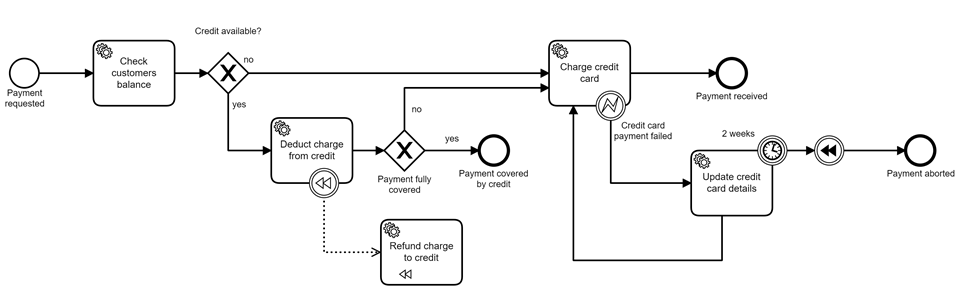 Credit available?
no
Check
customers
balance
Payment
requested
yes
Deduct charge
from credit
no
yes
Payment fully
covered
Payment covered
by credit
Refund charge
to credit
Charge credit
card
Payment received
Credit card
payment failed
2 weeks
Update credit
card details
Payment aborted